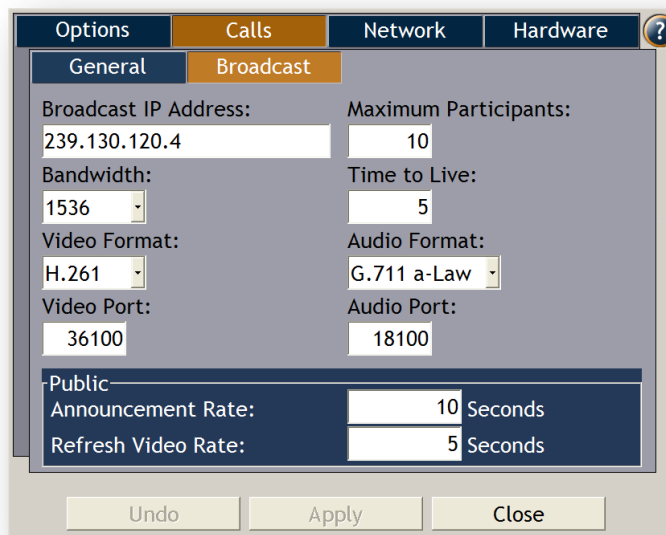 Options Calls Network Hardware ?
General Broadcast
Broadcast IP Address: Maximum Participants:
239.130.120.4 10
Bandwidth: Time to Live:
1536 5
Video Format: Audio Format:
H.261 G.711 a-Law
Video Port: Audio Port:
36100 18100
Public
Announcement Rate: 10 Seconds
Refresh Video Rate: 5 Seconds
Undo Apply Close